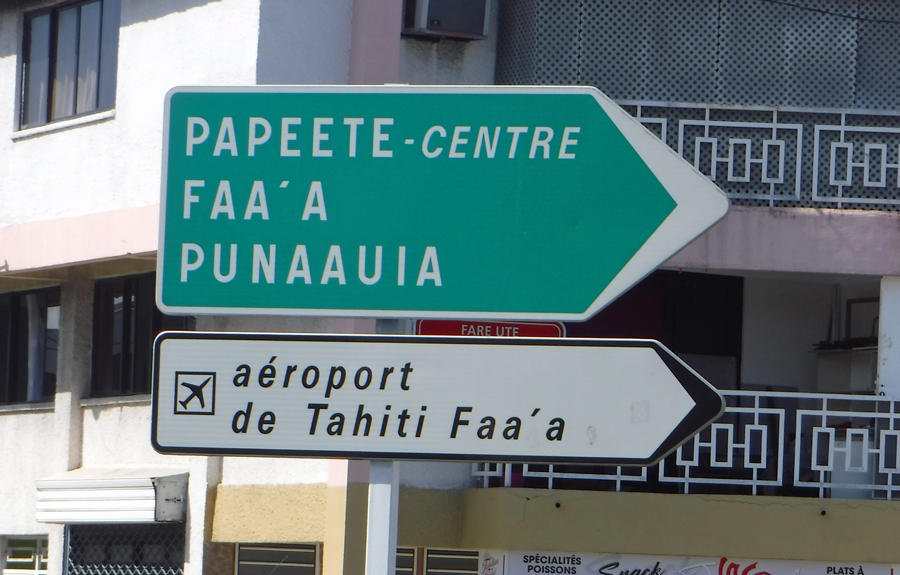 PAPEETE-CENTRE
FAA´A
PUNAAUIA
FARE UTE
aéroport
de Tahiti Faa´a
SPÉCIALITÉS
POISSONS
Snack
PLATS À